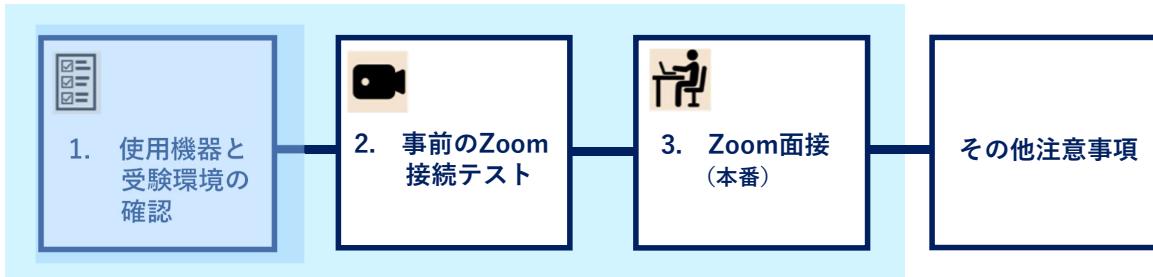 1. 使用機器と
受験環境の
確認
2. 事前のZoom
接続テスト
3. Zoom面接
（本番）
その他注意事項